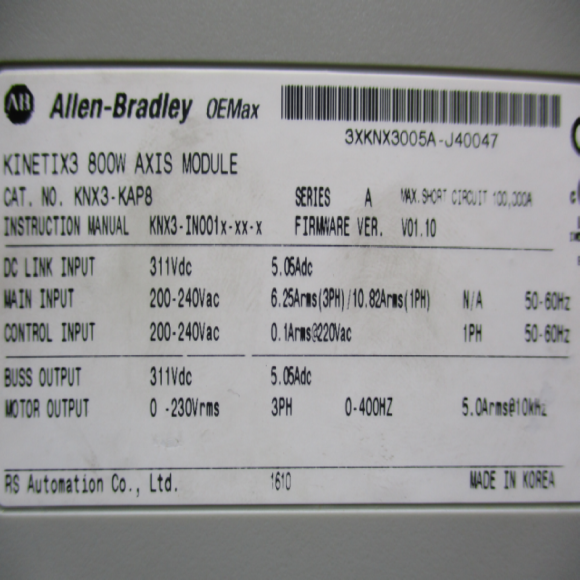 AB Allen-Bradley OEMax
3XKNX3005A-J40047
KINETIX3 800W AXIS MODULE
CAT. NO. KNX3-KAP8 SERIES A MAX.SHORT CIRCUIT 100,000A
INSTRUCTION MANUAL KNX3-IN001x-xx-x FIRMWARE VER. V01.10
DC LINK INPUT 311Vdc 5.05Adc
MAIN INPUT 200-240Vac 6.25Arms(3PH)/10.82Arms(1PH) N/A 50-60Hz
CONTROL INPUT 200-240Vac 0.1Arms@220Vac 1PH 50-60Hz
BUSS OUTPUT 311Vdc 5.05Adc
MOTOR OUTPUT 0 -230Vrms 3PH 0-400HZ 5.0Arms@10kHz
RS Automation Co., Ltd. 1610 MADE IN KOREA